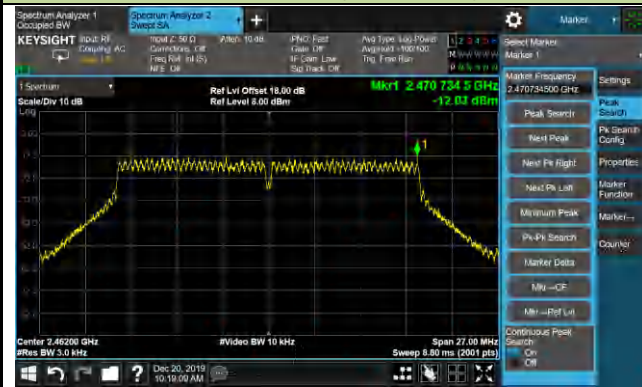 Spectrum Analyzer 1
Occupied BW
Spectrum Analyzer 2
Swept SA
+
Marker
KEYSIGHT
Input: RF
Coupling: AC
Input Z: 50 Ω
Corrections: Off
Freq Ref: Int (S)
NFE: Off
Atten: 10 dB
PNO: Fast
Gate: Off
IF Gain: Low
Sig Track: Off
Avg Type: Log-Power
Avg|Hold: >100/100
Trig: Free Run
Select Marker
Marker 1
1 Spectrum
Scale/Div 10 dB
Log
Ref Lvl Offset 18.00 dB
Ref Level 8.00 dBm
Mkr1 2.470 734 5 GHz
-12.03 dBm
1
Marker Frequency
2.470734500 GHz
Peak Search
Next Peak
Next Pk Right
Next Pk Left
Minimum Peak
Pk-Pk Search
Marker Delta
Mkr→CF
Mkr→Ref Lvl
Continuous Peak
Search
On
Off
Settings
Peak
Search
Pk Search
Config
Properties
Marker
Function
Marker→
Counter
Center 2.46200 GHz
#Res BW 3.0 kHz
#Video BW 10 kHz
Span 27.00 MHz
Sweep 8.80 ms (2001 pts)
?
Dec 20, 2019
10:19:09 AM